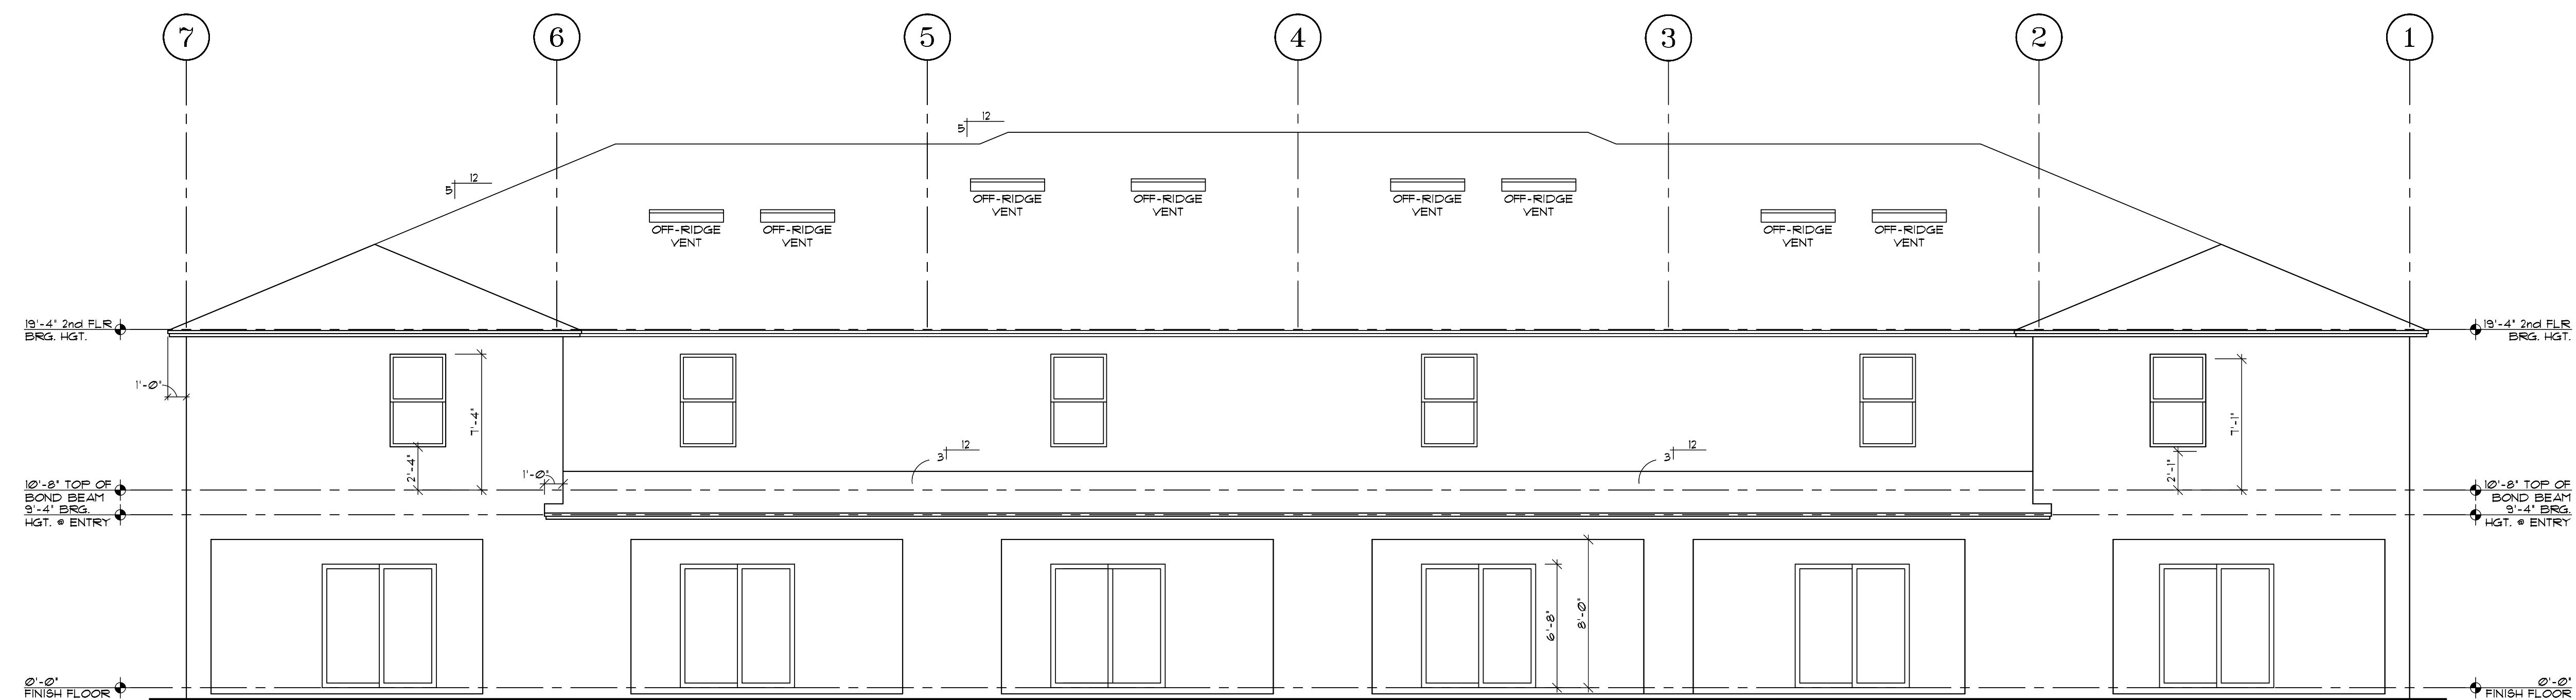 7 6 5 4 3 2 1
5 12
5 12
OFF-RIDGE
VENT
OFF-RIDGE
VENT
OFF-RIDGE
VENT
OFF-RIDGE
VENT
OFF-RIDGE
VENT
OFF-RIDGE
VENT
OFF-RIDGE
VENT
OFF-RIDGE
VENT
19'-4" 2nd FLR
BRG. HGT.
19'-4" 2nd FLR
BRG. HGT.
1'-0"
7'-4"
2'-4"
1'-0"
3 12
3 12
7'-1"
2'-1"
10'-8" TOP OF
BOND BEAM
9'-4" BRG.
HGT. @ ENTRY
10'-8" TOP OF
BOND BEAM
9'-4" BRG.
HGT. @ ENTRY
6'-8"
8'-0"
0'-0"
FINISH FLOOR
0'-0"
FINISH FLOOR